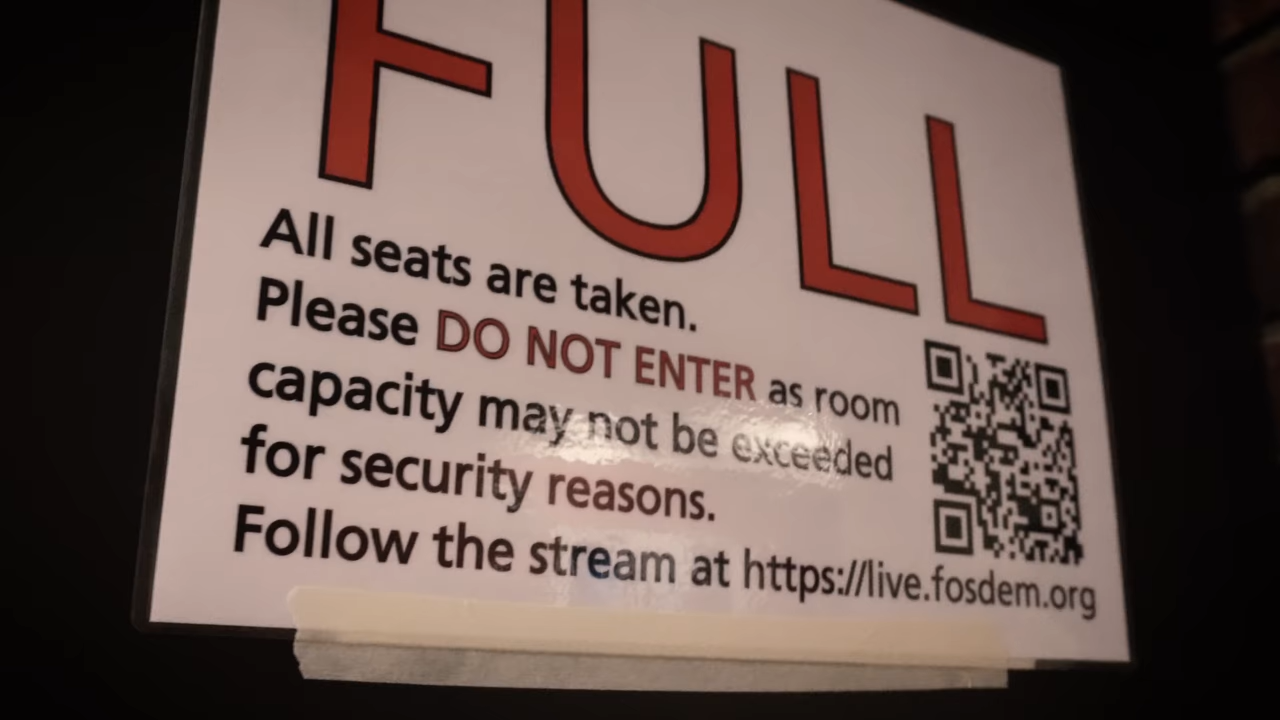 FULL
All seats are taken.
Please DO NOT ENTER as room
capacity may not be exceeded
for security reasons.
Follow the stream at https://live.fosdem.org